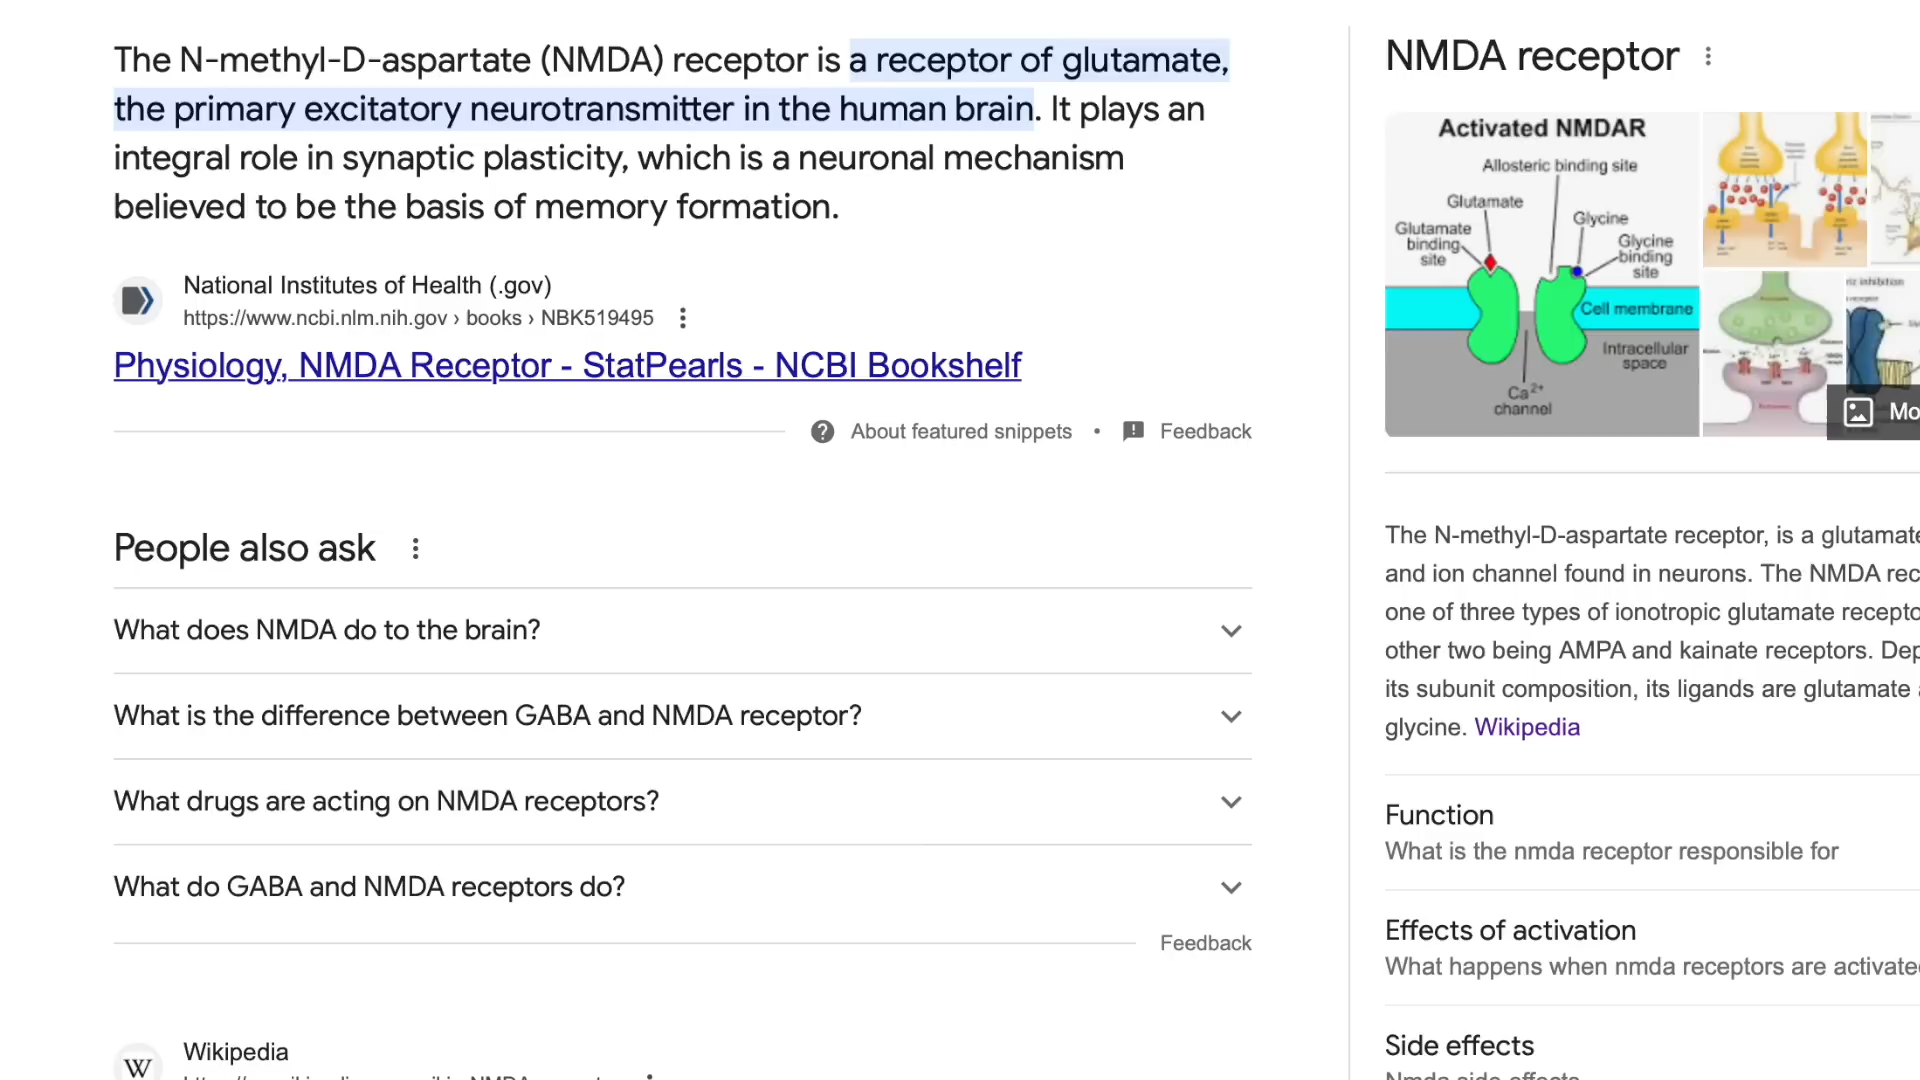 The N-methyl-D-aspartate (NMDA) receptor is a receptor of glutamate,
the primary excitatory neurotransmitter in the human brain. It plays an
integral role in synaptic plasticity, which is a neuronal mechanism
believed to be the basis of memory formation.
National Institutes of Health (.gov)
https://www.ncbi.nlm.nih.gov › books › NBK519495
Physiology, NMDA Receptor - StatPearls - NCBI Bookshelf
About featured snippets • Feedback
People also ask
What does NMDA do to the brain?
What is the difference between GABA and NMDA receptor?
What drugs are acting on NMDA receptors?
What do GABA and NMDA receptors do?
Feedback
W
Wikipedia
NMDA receptor
Activated NMDAR
Allosteric binding site
Glutamate
Glycine
Glutamate
binding
site
Glycine
binding
site
Cell membrane
Intracellular
space
Ca2+
channel
Mo
The N-methyl-D-aspartate receptor, is a glutamate
and ion channel found in neurons. The NMDA rec
one of three types of ionotropic glutamate recepto
other two being AMPA and kainate receptors. Dep
its subunit composition, its ligands are glutamate
glycine. Wikipedia
Function
What is the nmda receptor responsible for
Effects of activation
What happens when nmda receptors are activate
Side effects